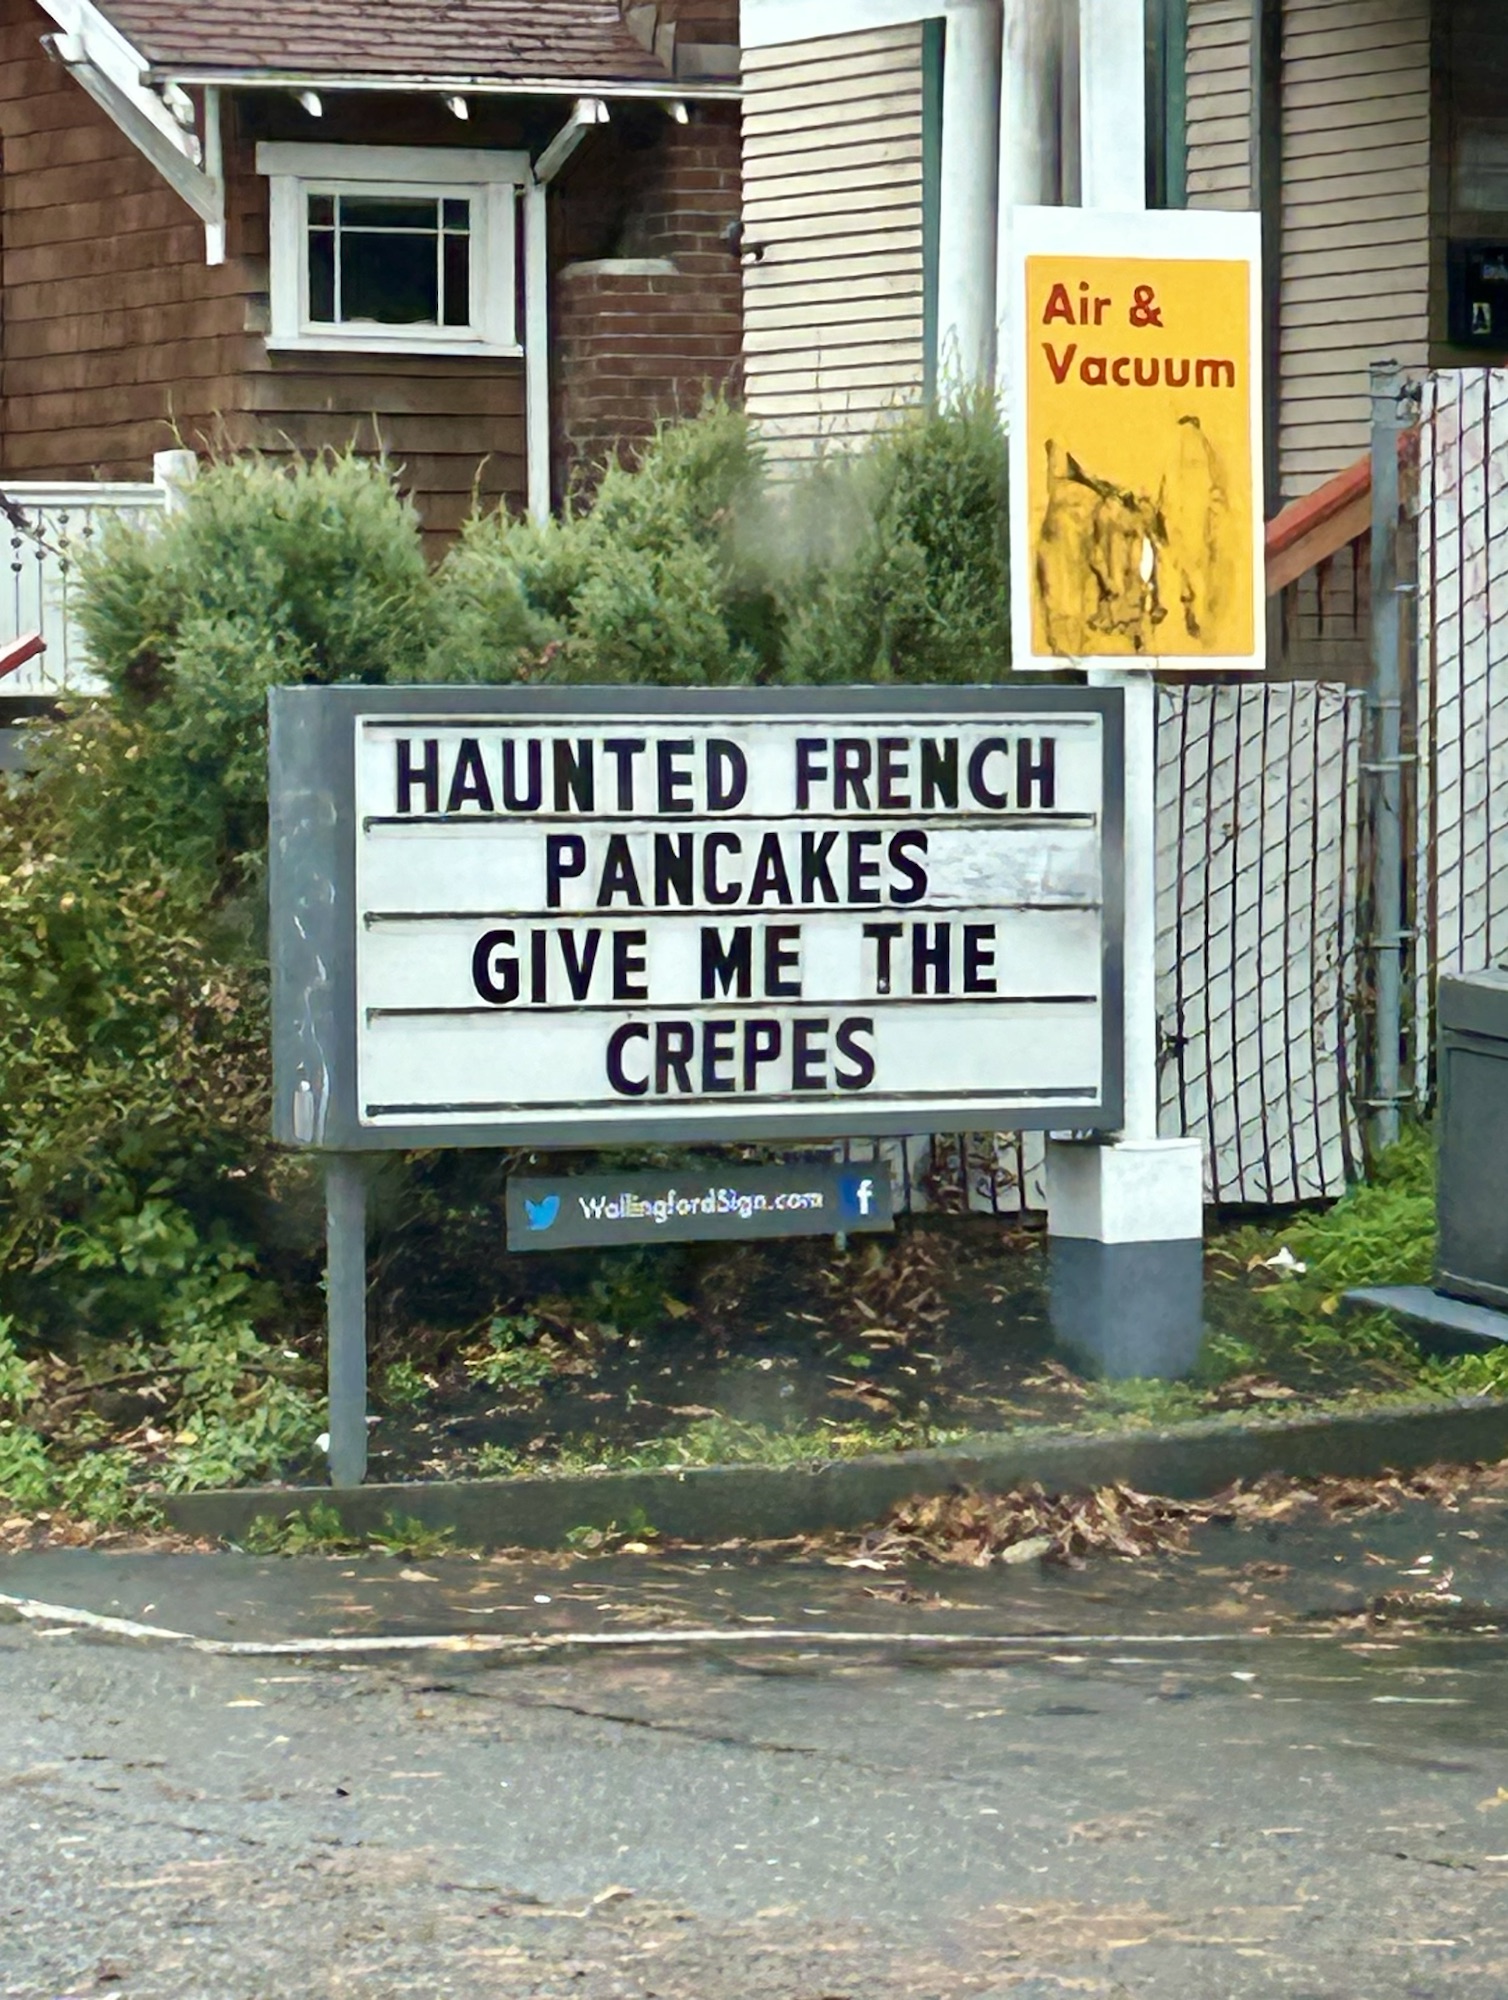 Air &
Vacuum
HAUNTED FRENCH
PANCAKES
GIVE ME THE
CREPES
WallingfordSign.com f